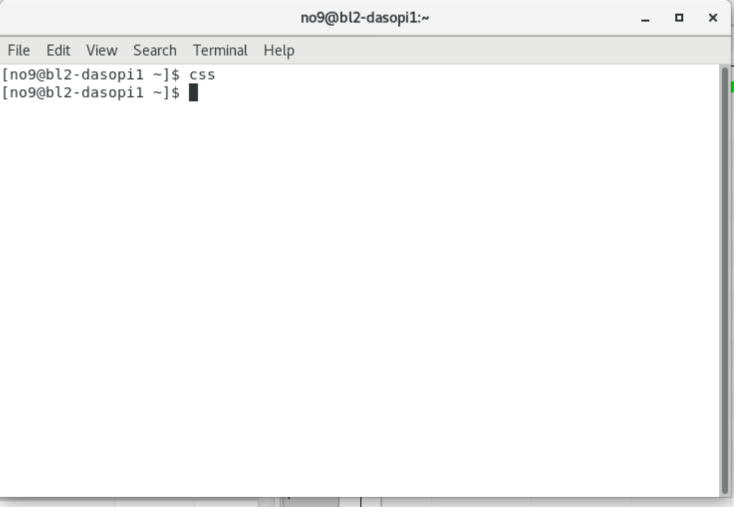 no9@bl2-dasopi1:~
File Edit View Search Terminal Help
[no9@bl2-dasopi1 ~]$ css
[no9@bl2-dasopi1 ~]$